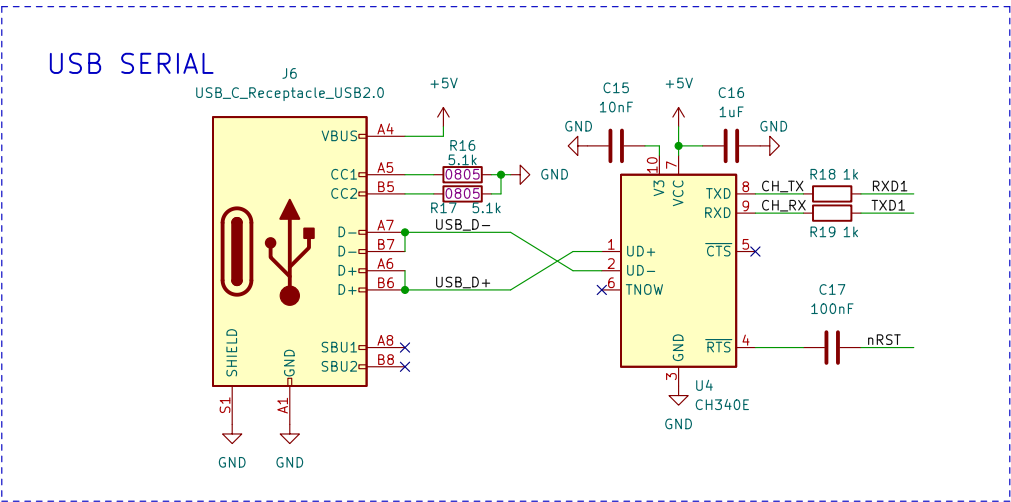 USB SERIAL
J6
USB_C_Receptacle_USB2.0
VBUS
A4
CC1
A5
CC2
B5
D-
A7
D-
B7
D+
A6
D+
B6
SBU1
A8
SBU2
B8
SHIELD
S1
GND
A1
GND
GND
+5V
R16
5.1k
0805
0805
R17 5.1k
GND
USB_D-
USB_D+
C15
10nF
GND
+5V
C16
1uF
GND
10
7
V3
VCC
1
UD+
2
UD-
6
TNOW
TXD
8
RXD
9
CTS
5
RTS
4
GND
3
U4
CH340E
GND
CH_TX
R18 1k
RXD1
CH_RX
TXD1
R19 1k
C17
100nF
nRST